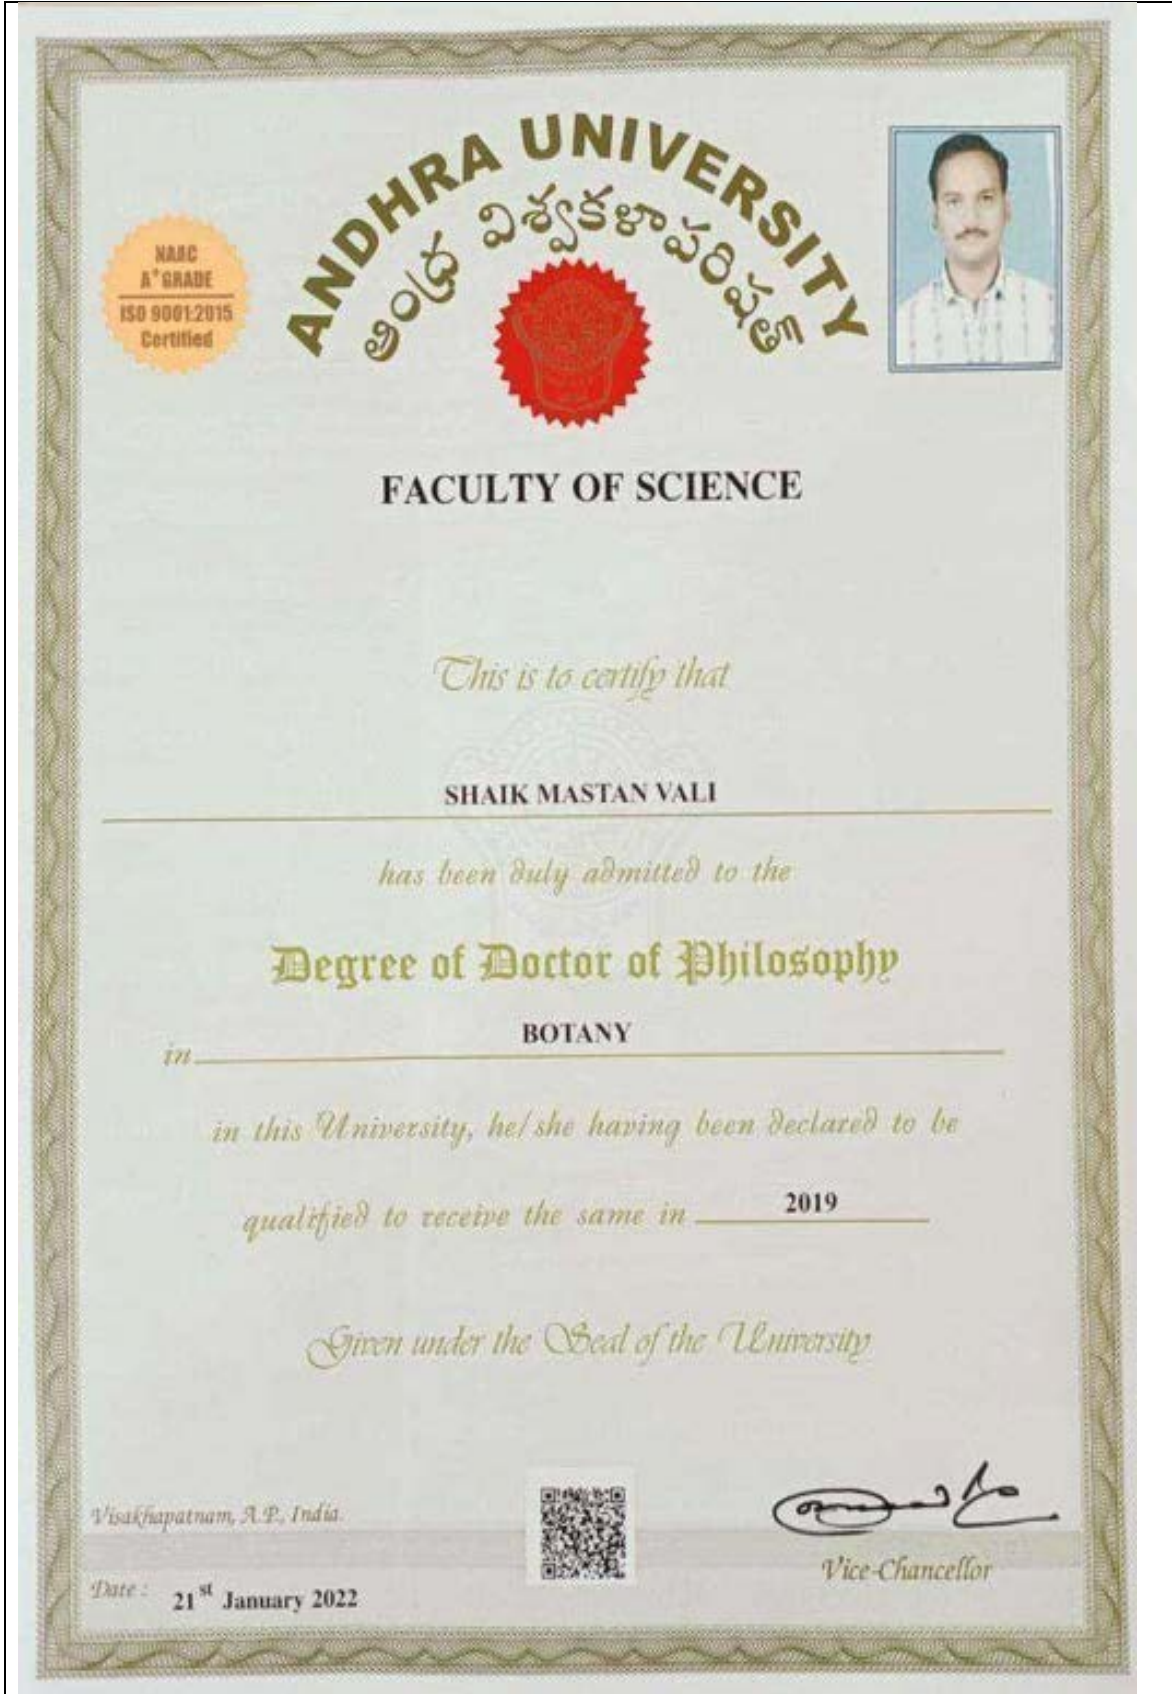 ANDHRA UNIVERSITY
ఆంధ్ర విశ్వకళాపరిషత్
NAAC
A+ GRADE
ISO 9001:2015
Certified
FACULTY OF SCIENCE
This is to certify that
SHAIK MASTAN VALI
has been duly admitted to the
Degree of Doctor of Philosophy
BOTANY
in
in this University, he/she having been declared to be
qualified to receive the same in 2019
Given under the Seal of the University
Visakhapatnam, A.P., India.
Vice-Chancellor
Date : 21st January 2022